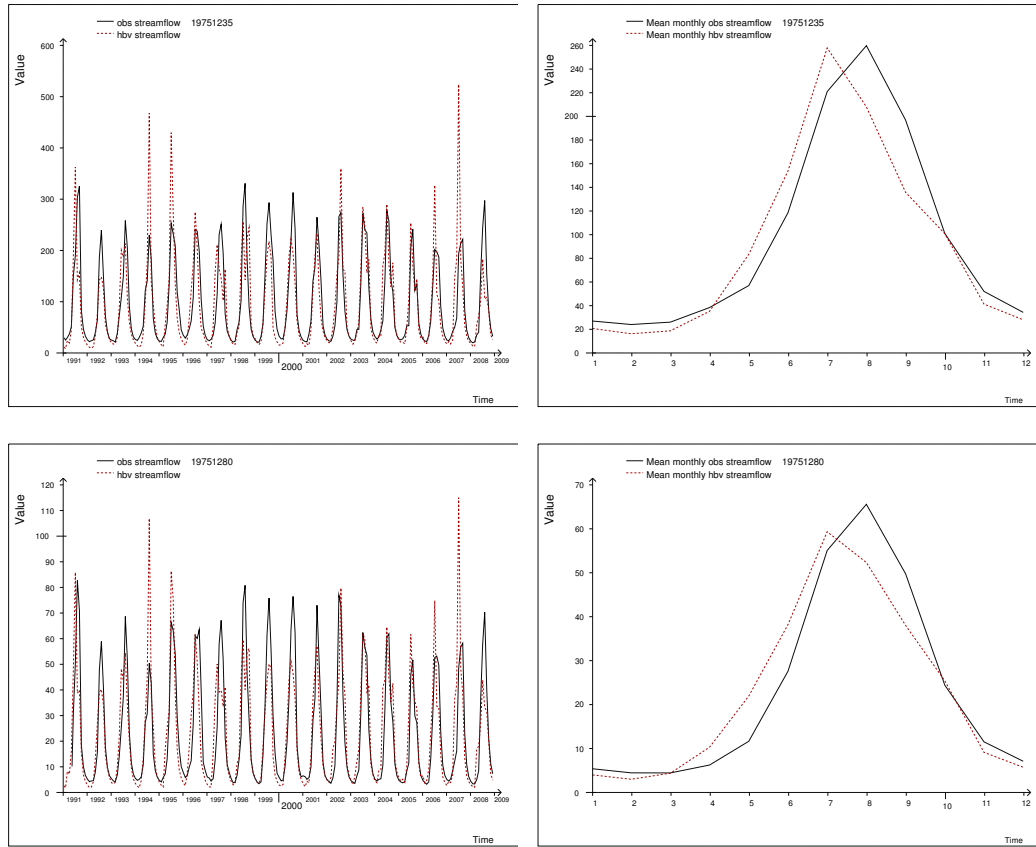 obs streamflow 19751235
hbv streamflow
Value
600
500
400
300
200
100
0
1991 1992 1993 1994 1995 1996 1997 1998 1999 2000 2001 2002 2003 2004 2005 2006 2007 2008 2009
Time
Mean monthly obs streamflow 19751235
Mean monthly hbv streamflow
Value
260
240
220
200
180
160
140
120
100
80
60
40
20
0
1 2 3 4 5 6 7 8 9 10 11 12
Time
obs streamflow 19751280
hbv streamflow
Value
120
110
100
90
80
70
60
50
40
30
20
10
0
1991 1992 1993 1994 1995 1996 1997 1998 1999 2000 2001 2002 2003 2004 2005 2006 2007 2008 2009
Time
Mean monthly obs streamflow 19751280
Mean monthly hbv streamflow
Value
70
60
50
40
30
20
10
0
1 2 3 4 5 6 7 8 9 10 11 12
Time